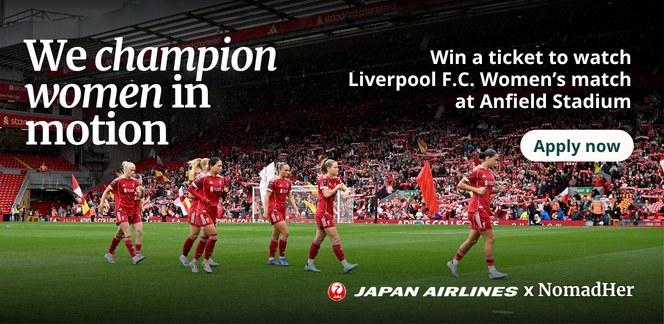 We champion
women in
motion
Win a ticket to watch
Liverpool F.C. Women's match
at Anfield Stadium
Apply now
JAL JAPAN AIRLINES x NomadHer